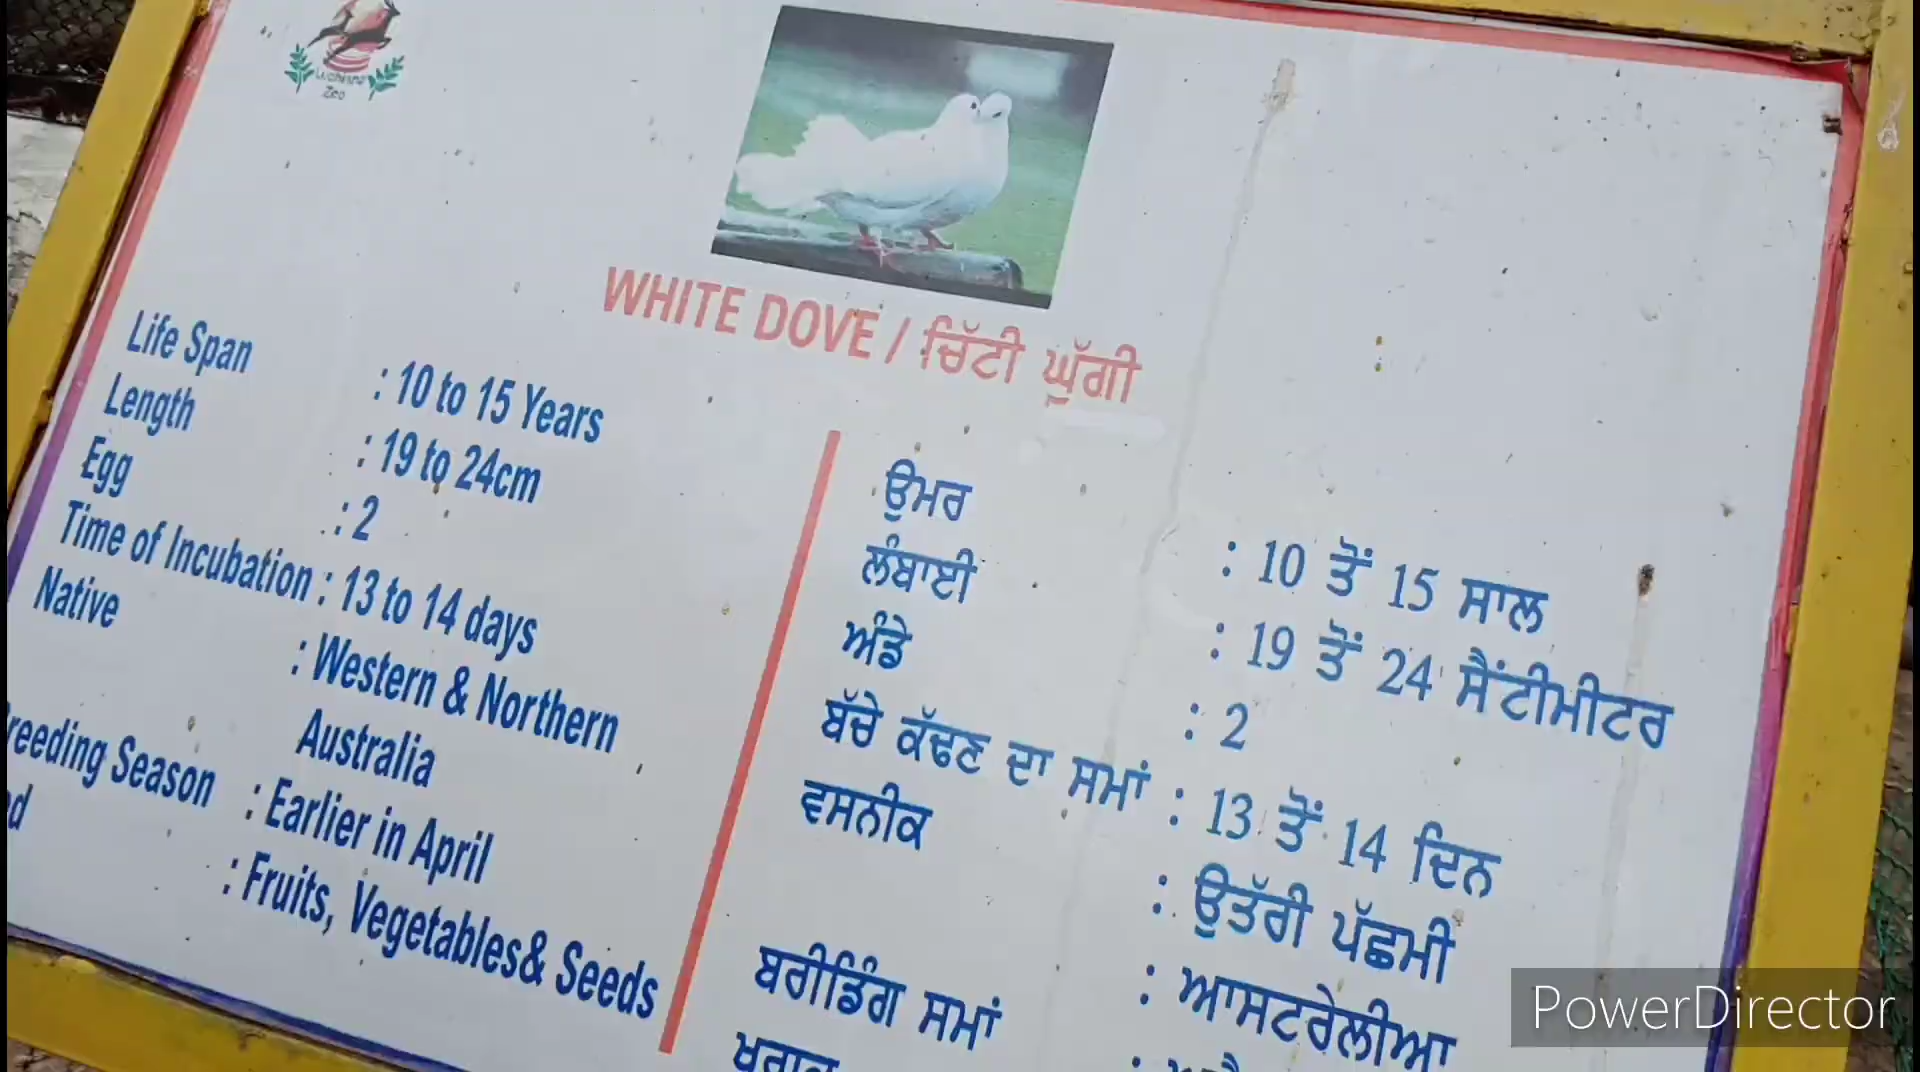 Zoo
WHITE DOVE / ਚਿੱਟੀ ਘੁੱਗੀ
Life Span : 10 to 15 Years
Length : 19 to 24cm
Egg : 2
Time of Incubation : 13 to 14 days
Native : Western & Northern
Australia
reeding Season : Earlier in April
: Fruits, Vegetables& Seeds
ਉਮਰ : 10 ਤੋਂ 15 ਸਾਲ
ਲੰਬਾਈ : 19 ਤੋਂ 24 ਸੈਂਟੀਮੀਟਰ
ਅੰਡੇ : 2
ਬੱਚੇ ਕੱਢਣ ਦਾ ਸਮਾਂ : 13 ਤੋਂ 14 ਦਿਨ
ਵਸਨੀਕ : ਉਤੱਰੀ ਪੱਛਮੀ
: ਆਸਟਰੇਲੀਆ
ਬਰੀਡਿੰਗ ਸਮਾਂ
PowerDirector